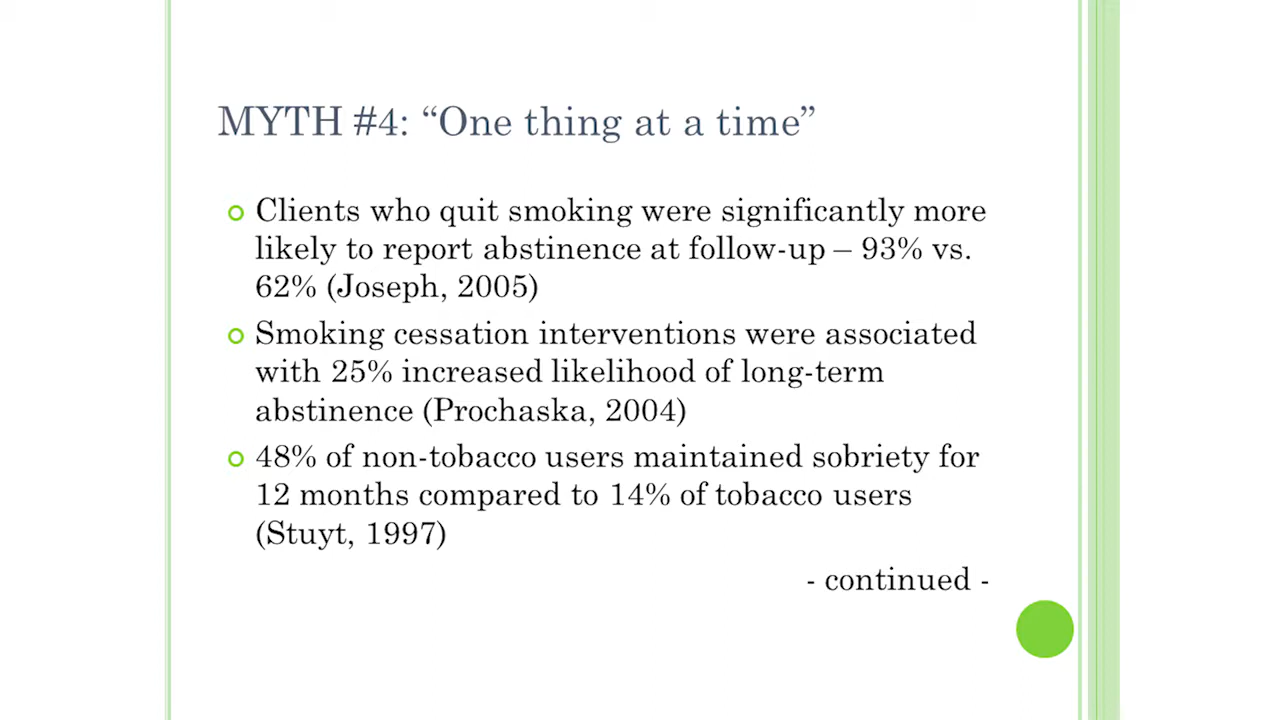 MYTH #4: “One thing at a time”
Clients who quit smoking were significantly more
likely to report abstinence at follow-up – 93% vs.
62% (Joseph, 2005)
Smoking cessation interventions were associated
with 25% increased likelihood of long-term
abstinence (Prochaska, 2004)
48% of non-tobacco users maintained sobriety for
12 months compared to 14% of tobacco users
(Stuyt, 1997)
- continued -